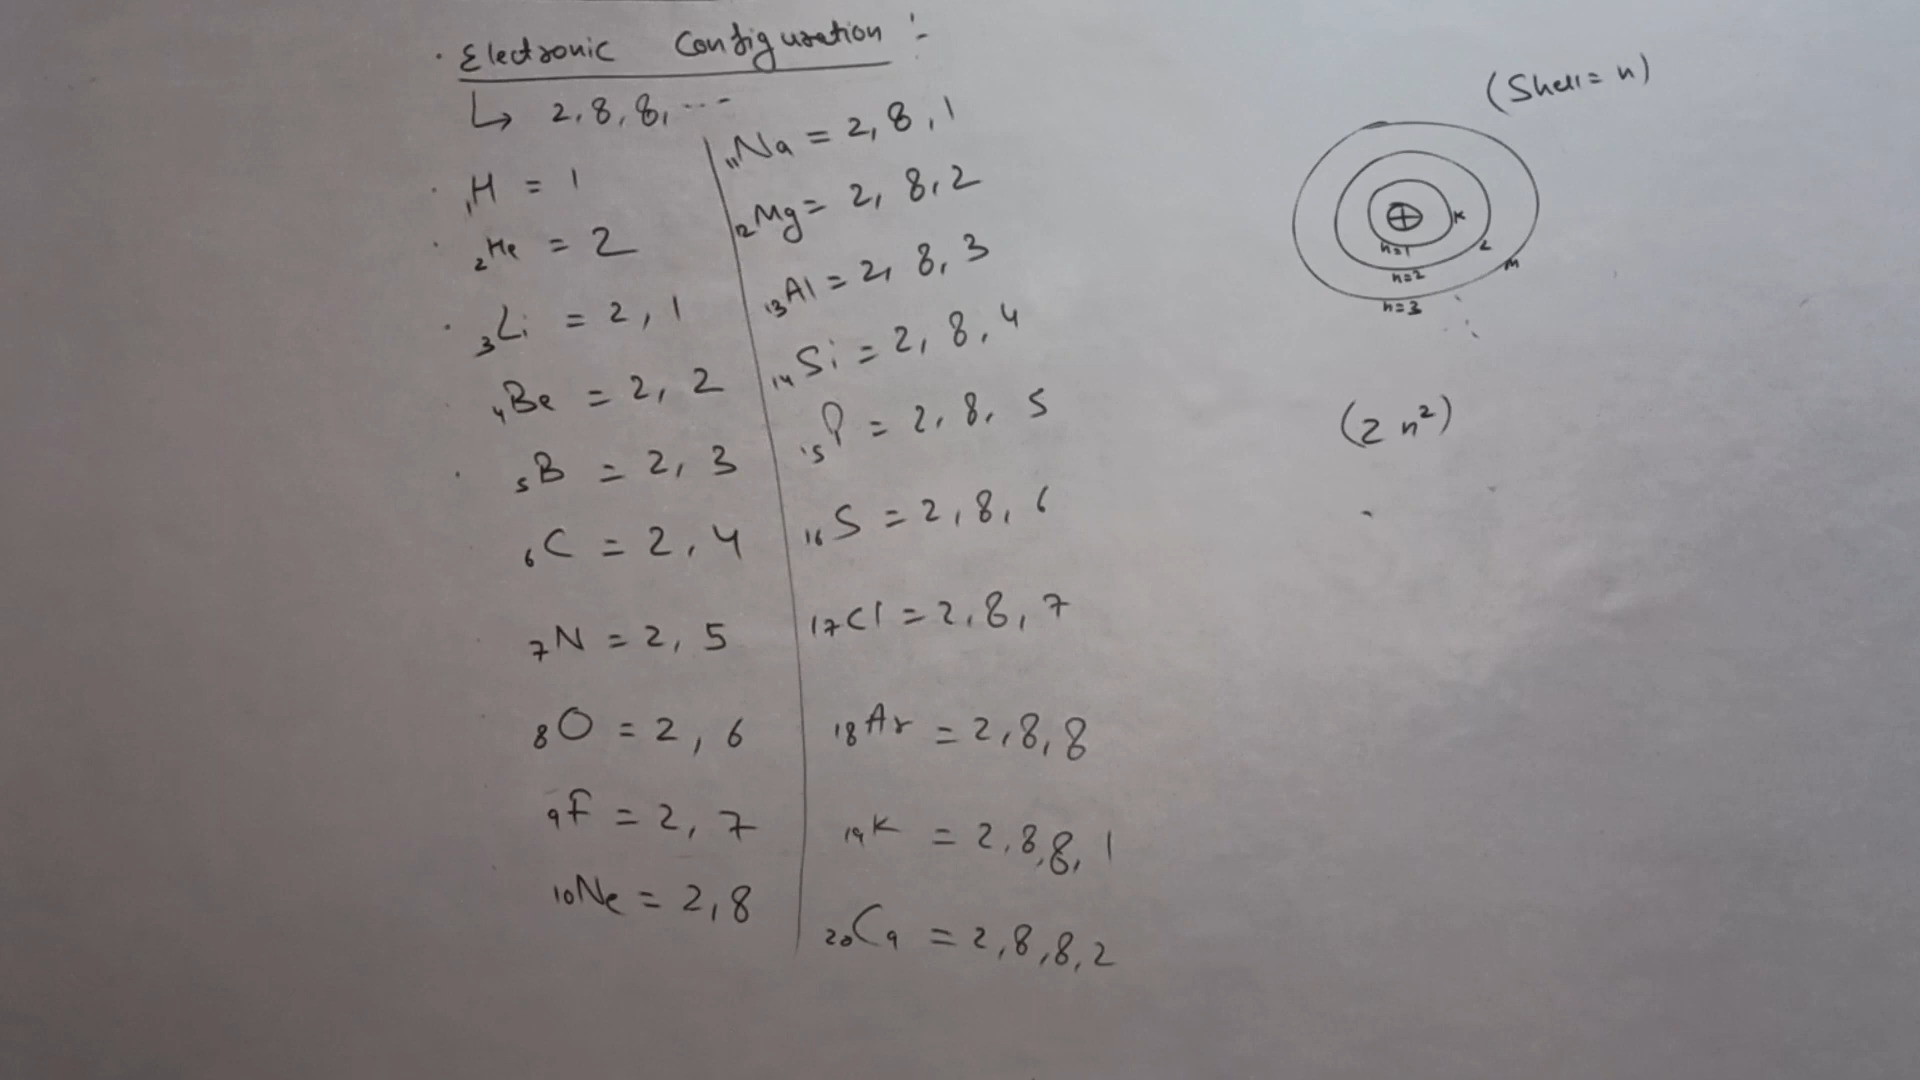 · Electronic Configuration :-
↳ 2,8,8,...
· ₁H = 1
· ₂He = 2
· ₃Li = 2, 1
₄Be = 2, 2
· ₅B = 2, 3
₆C = 2, 4
₇N = 2, 5
₈O = 2, 6
₉F = 2, 7
₁₀Ne = 2,8
₁₁Na = 2, 8, 1
₁₂Mg = 2, 8, 2
₁₃Al = 2, 8, 3
₁₄Si = 2, 8, 4
₁₅P = 2, 8, 5
₁₆S = 2, 8, 6
₁₇Cl = 2, 8, 7
₁₈Ar = 2,8,8
₁₉K = 2,8,8,1
₂₀Ca = 2,8,8,2
(Shell = n)
K
n=1
L
n=2
M
n=3
(2 n²)